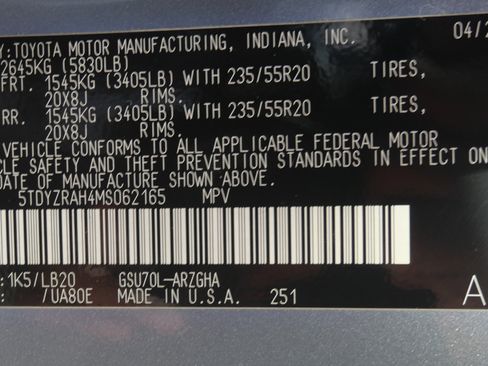 Y: TOYOTA MOTOR MANUFACTURING, INDIANA, INC. 04/2
2645KG (5830LB)
FRT. 1545KG (3405LB) WITH 235/55R20 TIRES,
20X8J RIMS.
RR. 1545KG (3405LB) WITH 235/55R20 TIRES,
20X8J RIMS.
VEHICLE CONFORMS TO ALL APPLICABLE FEDERAL MOTOR
CLE SAFETY AND THEFT PREVENTION STANDARDS IN EFFECT ON
DATE OF MANUFACTURE SHOWN ABOVE.
5TDYZRAH4MS062165 MPV
:1K5/LB20 GSU70L-ARZGHA
/UA80E MADE IN U.S.A. 251 A